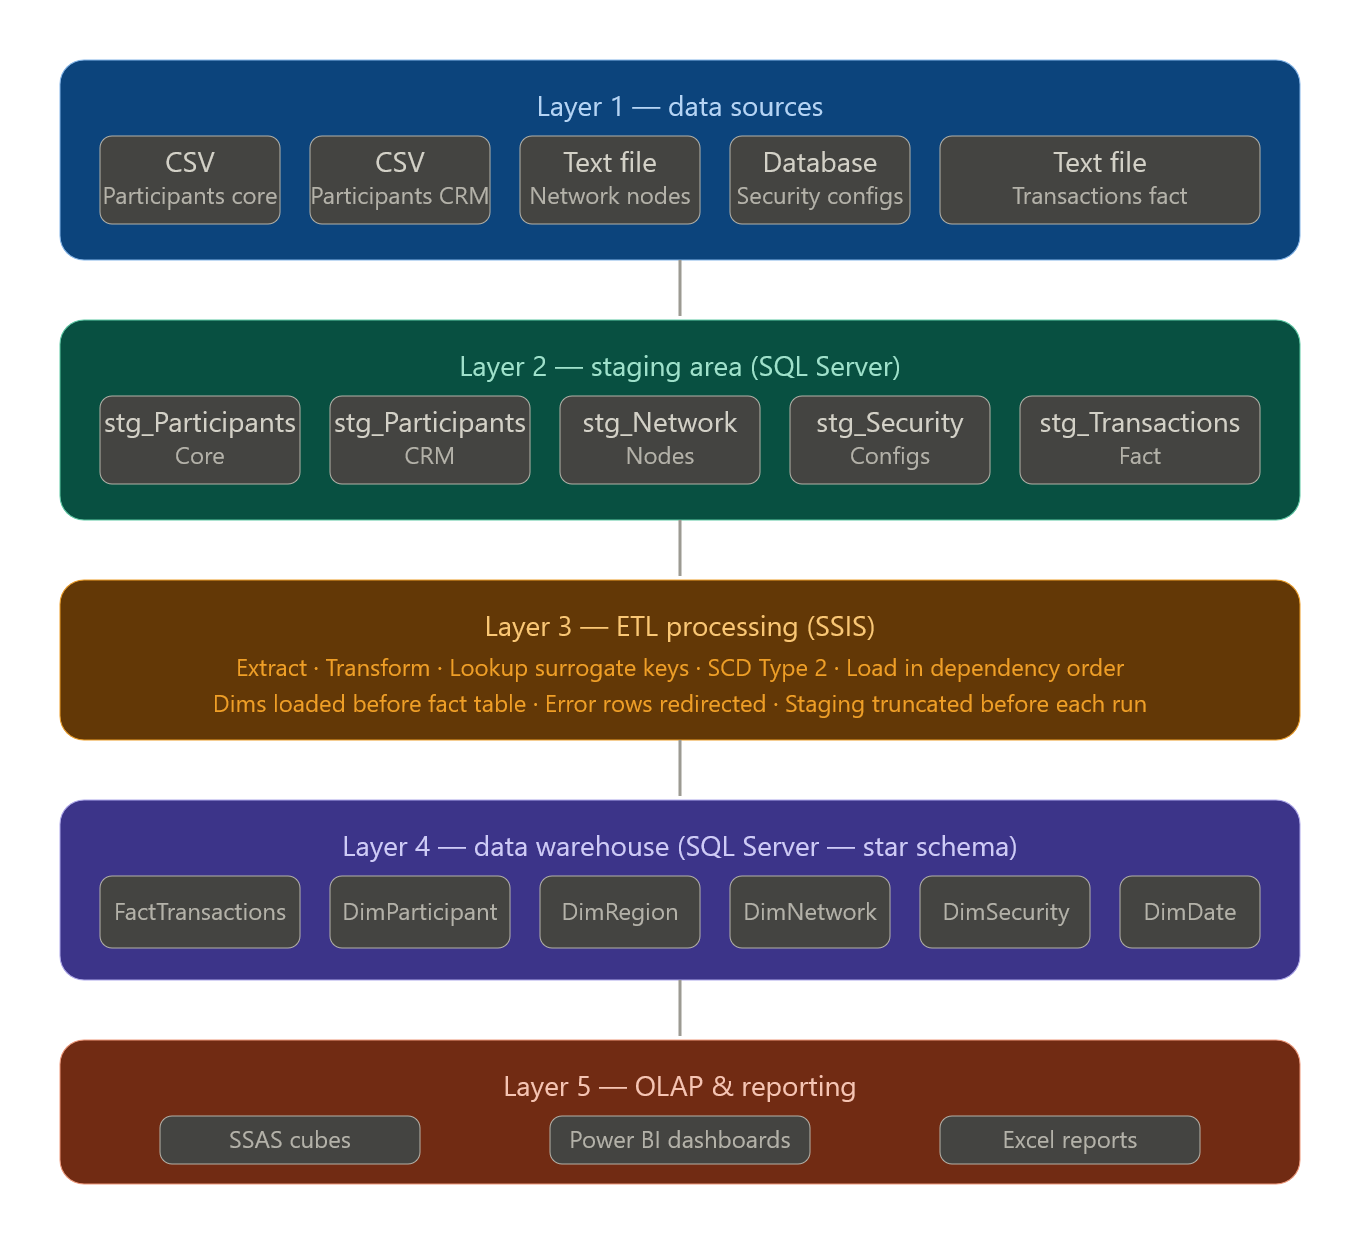 Layer 1 — data sources
CSV
Participants core
CSV
Participants CRM
Text file
Network nodes
Database
Security configs
Text file
Transactions fact
Layer 2 — staging area (SQL Server)
stg_Participants
Core
stg_Participants
CRM
stg_Network
Nodes
stg_Security
Configs
stg_Transactions
Fact
Layer 3 — ETL processing (SSIS)
Extract · Transform · Lookup surrogate keys · SCD Type 2 · Load in dependency order
Dims loaded before fact table · Error rows redirected · Staging truncated before each run
Layer 4 — data warehouse (SQL Server — star schema)
FactTransactions
DimParticipant
DimRegion
DimNetwork
DimSecurity
DimDate
Layer 5 — OLAP & reporting
SSAS cubes
Power BI dashboards
Excel reports